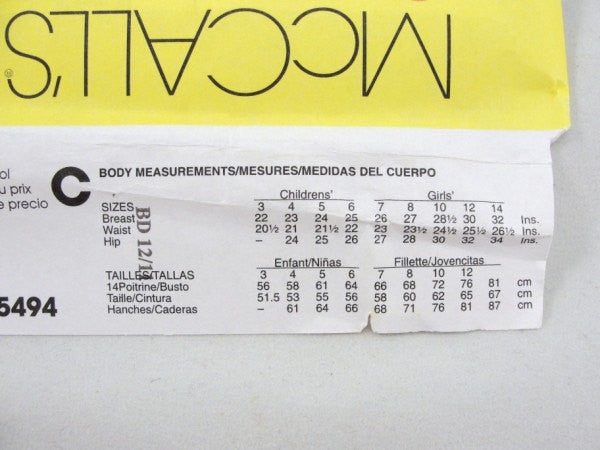 McCALL'S®
ol
u prix
e precio
C
BODY MEASUREMENTS/MESURES/MEDIDAS DEL CUERPO
Childrens' Girls'
SIZES 3 4 5 6 7 8 10 12 14
Breast 22 23 24 25 26 27 28½ 30 32 Ins.
Waist 20½ 21 21½ 22 23 23½ 24½ 25½ 26½ Ins.
Hip – 24 25 26 27 28 30 32 34 Ins.
BD 12/1
Enfant/Niñas Fillette/Jovencitas
TAILLES/TALLAS 3 4 5 6 7 8 10 12
14Poitrine/Busto 56 58 61 64 66 68 72 76 81 cm
Taille/Cintura 51.5 53 55 56 58 60 62 65 67 cm
Hanches/Caderas – 61 64 66 68 71 76 81 87 cm
5494